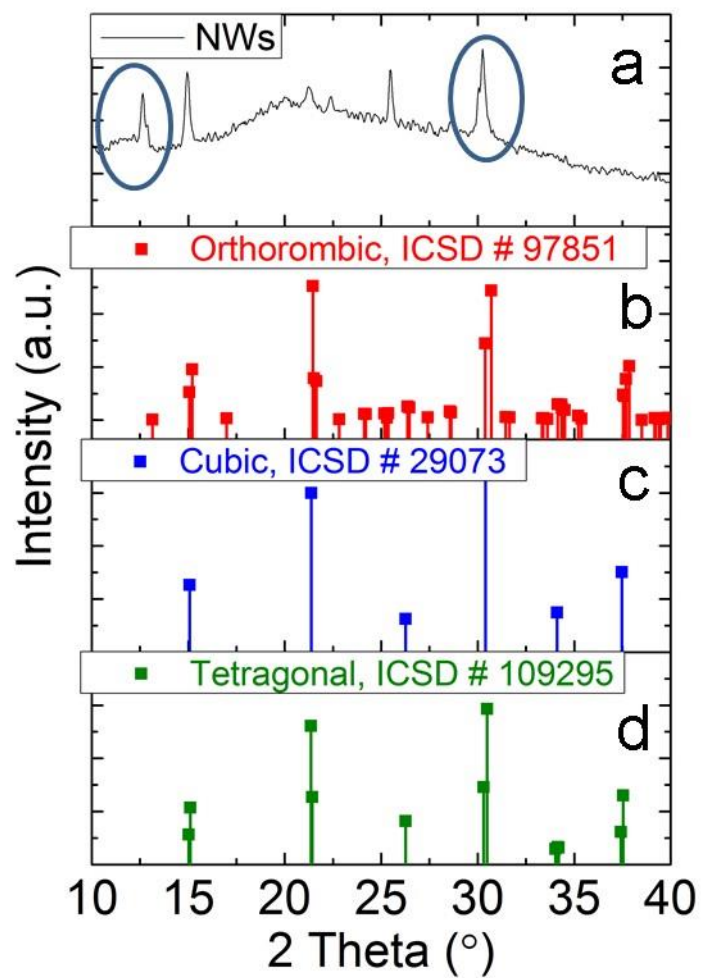 NWs
a
Orthorombic, ICSD # 97851
b
Cubic, ICSD # 29073
c
Tetragonal, ICSD # 109295
d
Intensity (a.u.)
10 15 20 25 30 35 40
2 Theta (°)